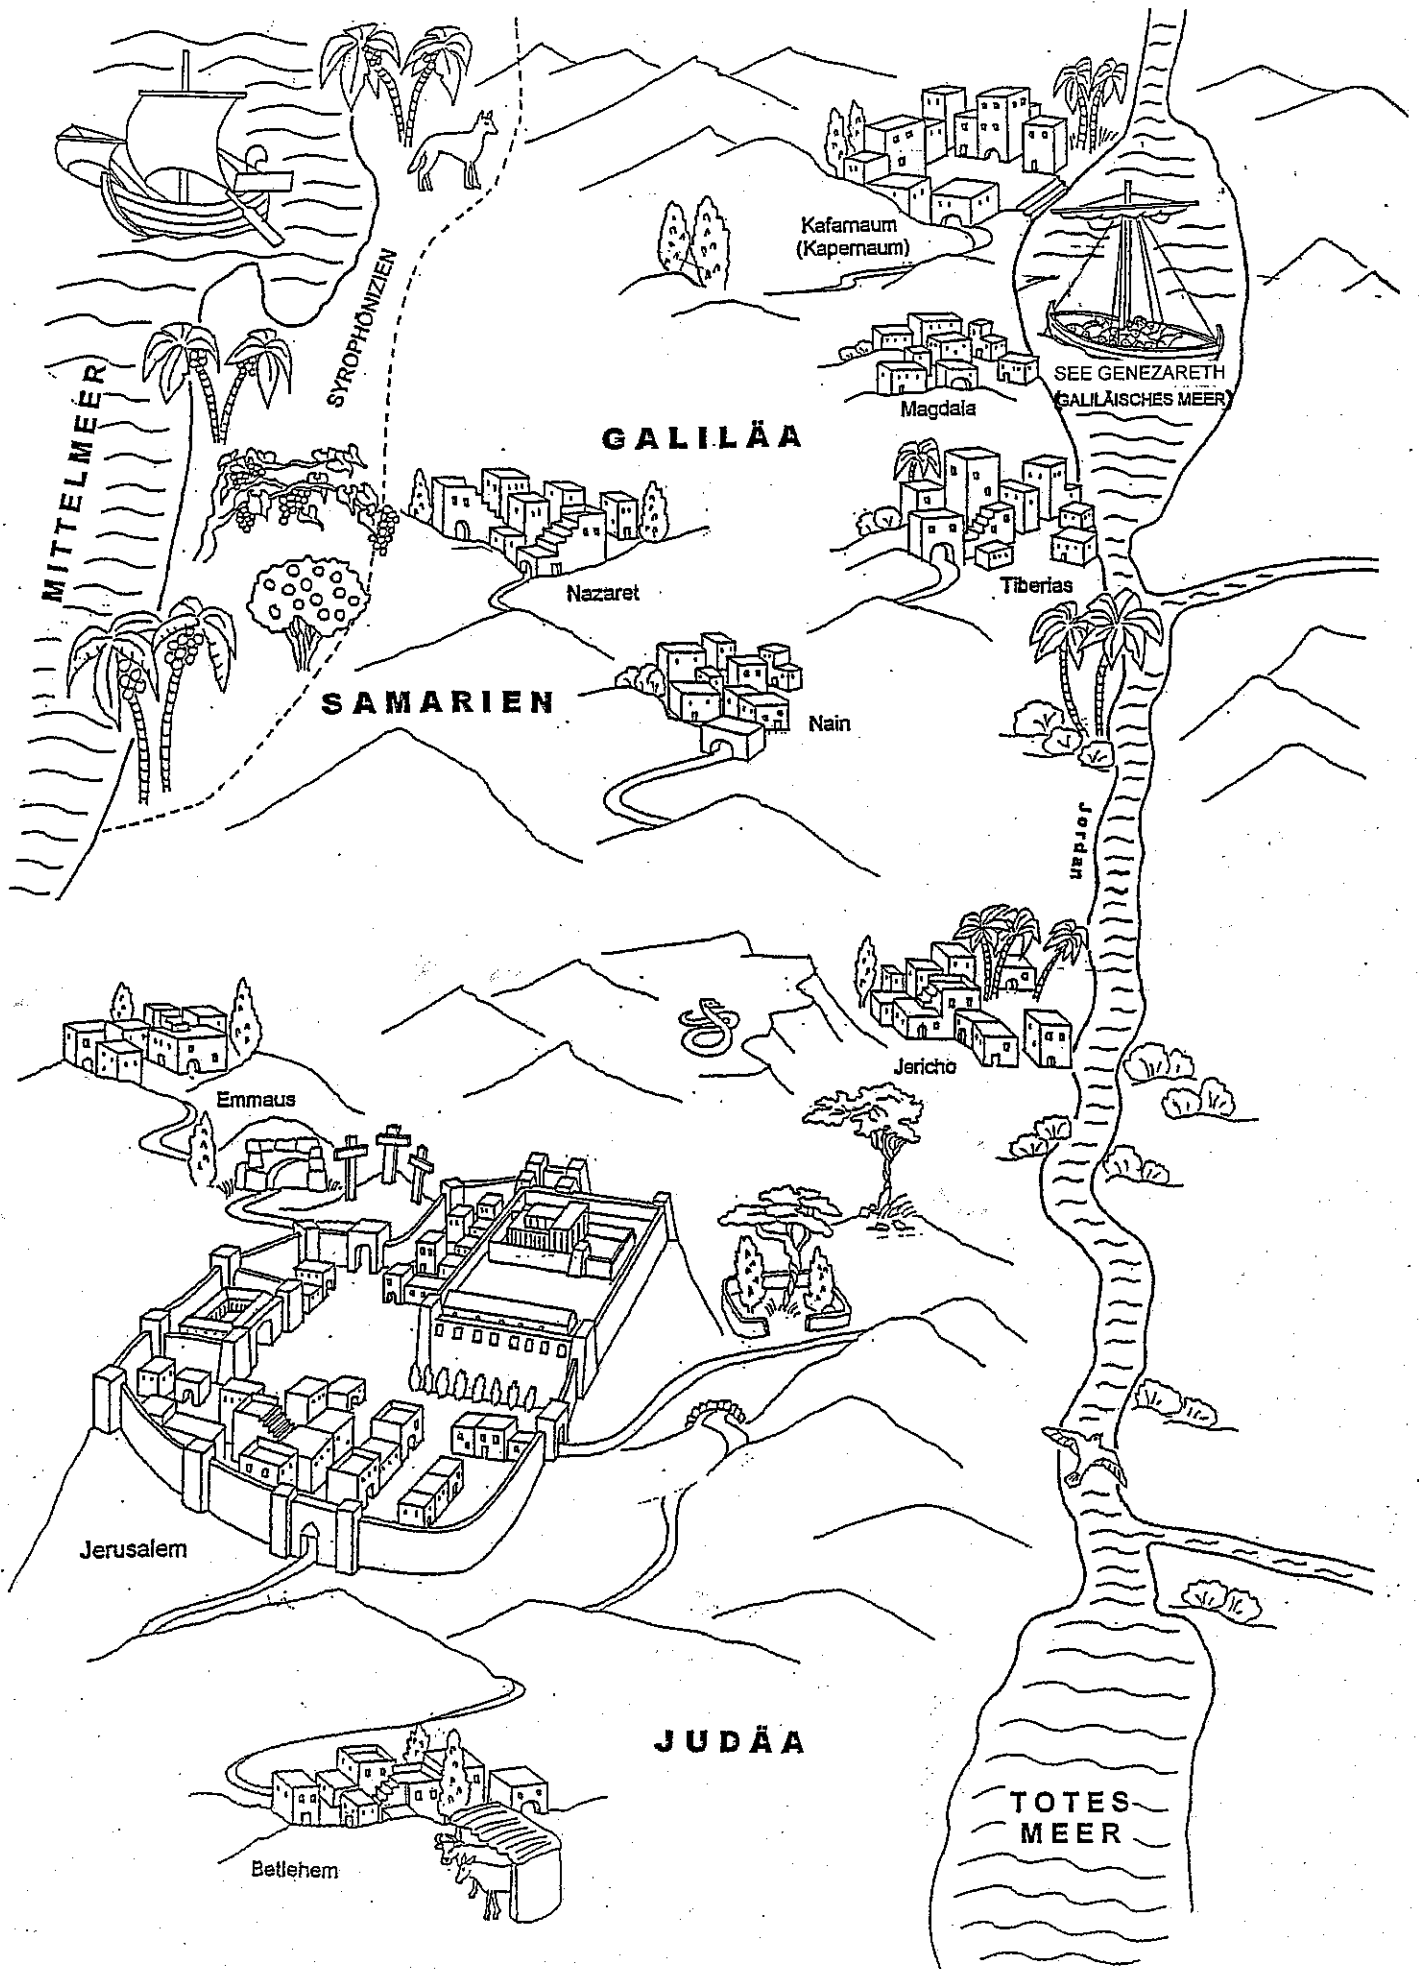 Kafarnaum
(Kapernaum)
SYROPHÖNIZIEN
MITTELMEER
SEE GENEZARETH
(GALILÄISCHES MEER)
Magdala
GALILÄA
Nazaret
Tiberias
SAMARIEN
Nain
Jordan
Jericho
Emmaus
Jerusalem
JUDÄA
TOTES
MEER
Betlehem